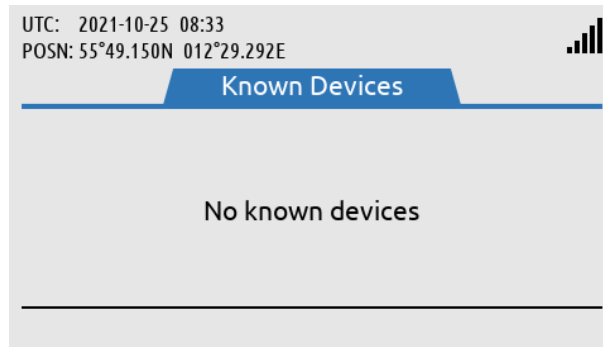 UTC: 2021-10-25 08:33
POSN: 55°49.150N 012°29.292E
Known Devices
No known devices